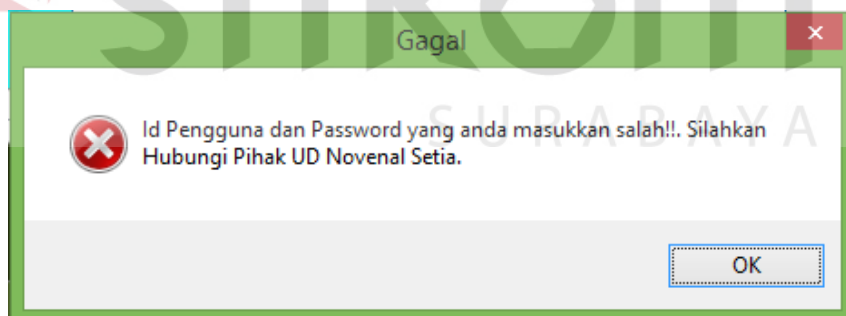 Gagal
Id Pengguna dan Password yang anda masukkan salah!!. Silahkan
Hubungi Pihak UD Novenal Setia.
SURABAYA
OK